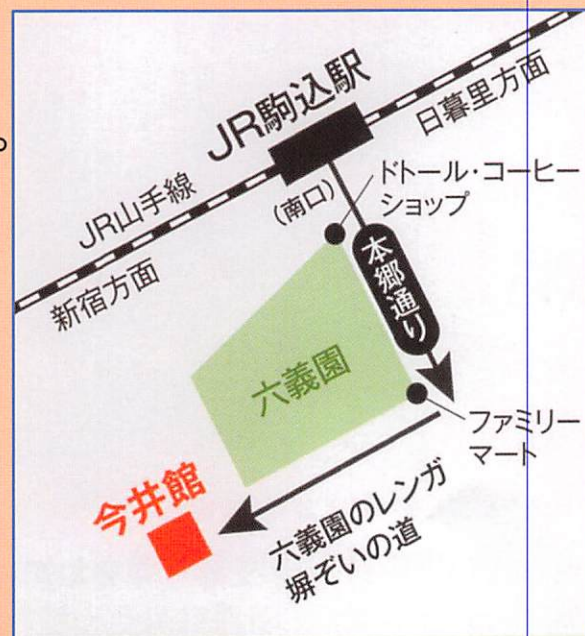 JR駒込駅
日暮里方面
JR山手線
(南口)
ドトール・コーヒー
ショップ
新宿方面
本郷通り
六義園
ファミリー
マート
今井館
六義園のレンガ
塀ぞいの道